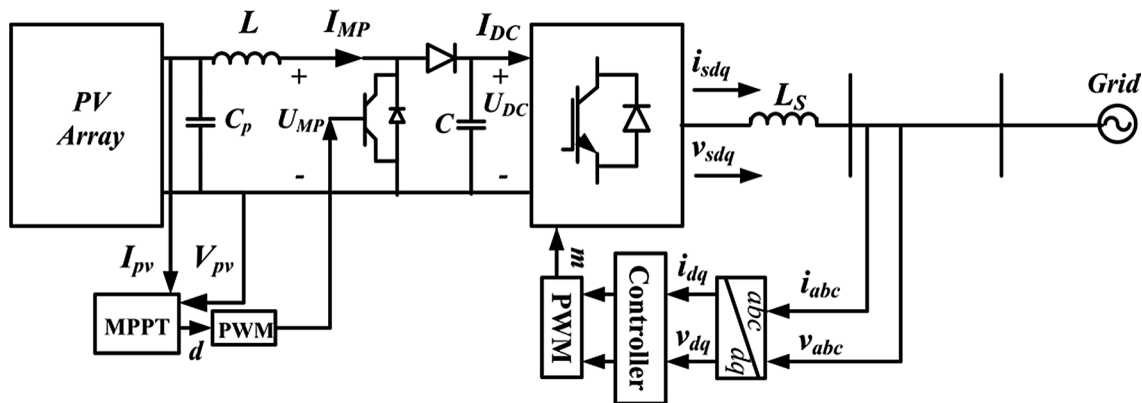 L
I_MP
I_DC
PV
Array
+
+
C_p
U_MP
C
U_DC
-
-
i_sdq
L_S
v_sdq
Grid
I_pv
V_pv
MPPT
d
PWM
m
PWM
Controller
i_dq
v_dq
abc
dq
i_abc
v_abc